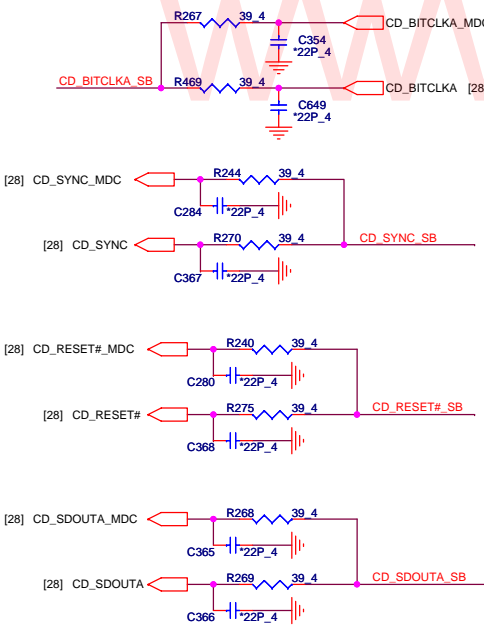 R267 39_4
CD_BITCLKA_MDC
C354
*22P_4
CD_BITCLKA_SB R469 39_4
CD_BITCLKA [28
C649
*22P_4
[28] CD_SYNC_MDC R244 39_4
C284 *22P_4
[28] CD_SYNC R270 39_4 CD_SYNC_SB
C367 *22P_4
[28] CD_RESET#_MDC R240 39_4
C280 *22P_4
[28] CD_RESET# R275 39_4 CD_RESET#_SB
C368 *22P_4
[28] CD_SDOUTA_MDC R268 39_4
C365 *22P_4
[28] CD_SDOUTA R269 39_4 CD_SDOUTA_SB
C366 *22P_4